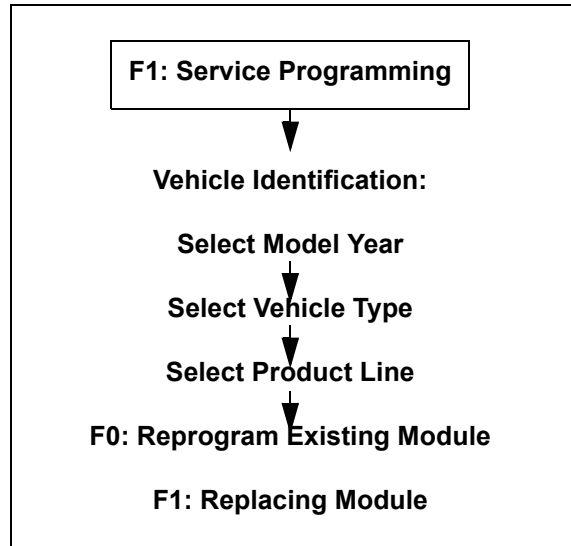 F1: Service Programming
Vehicle Identification:
Select Model Year
Select Vehicle Type
Select Product Line
F0: Reprogram Existing Module
F1: Replacing Module